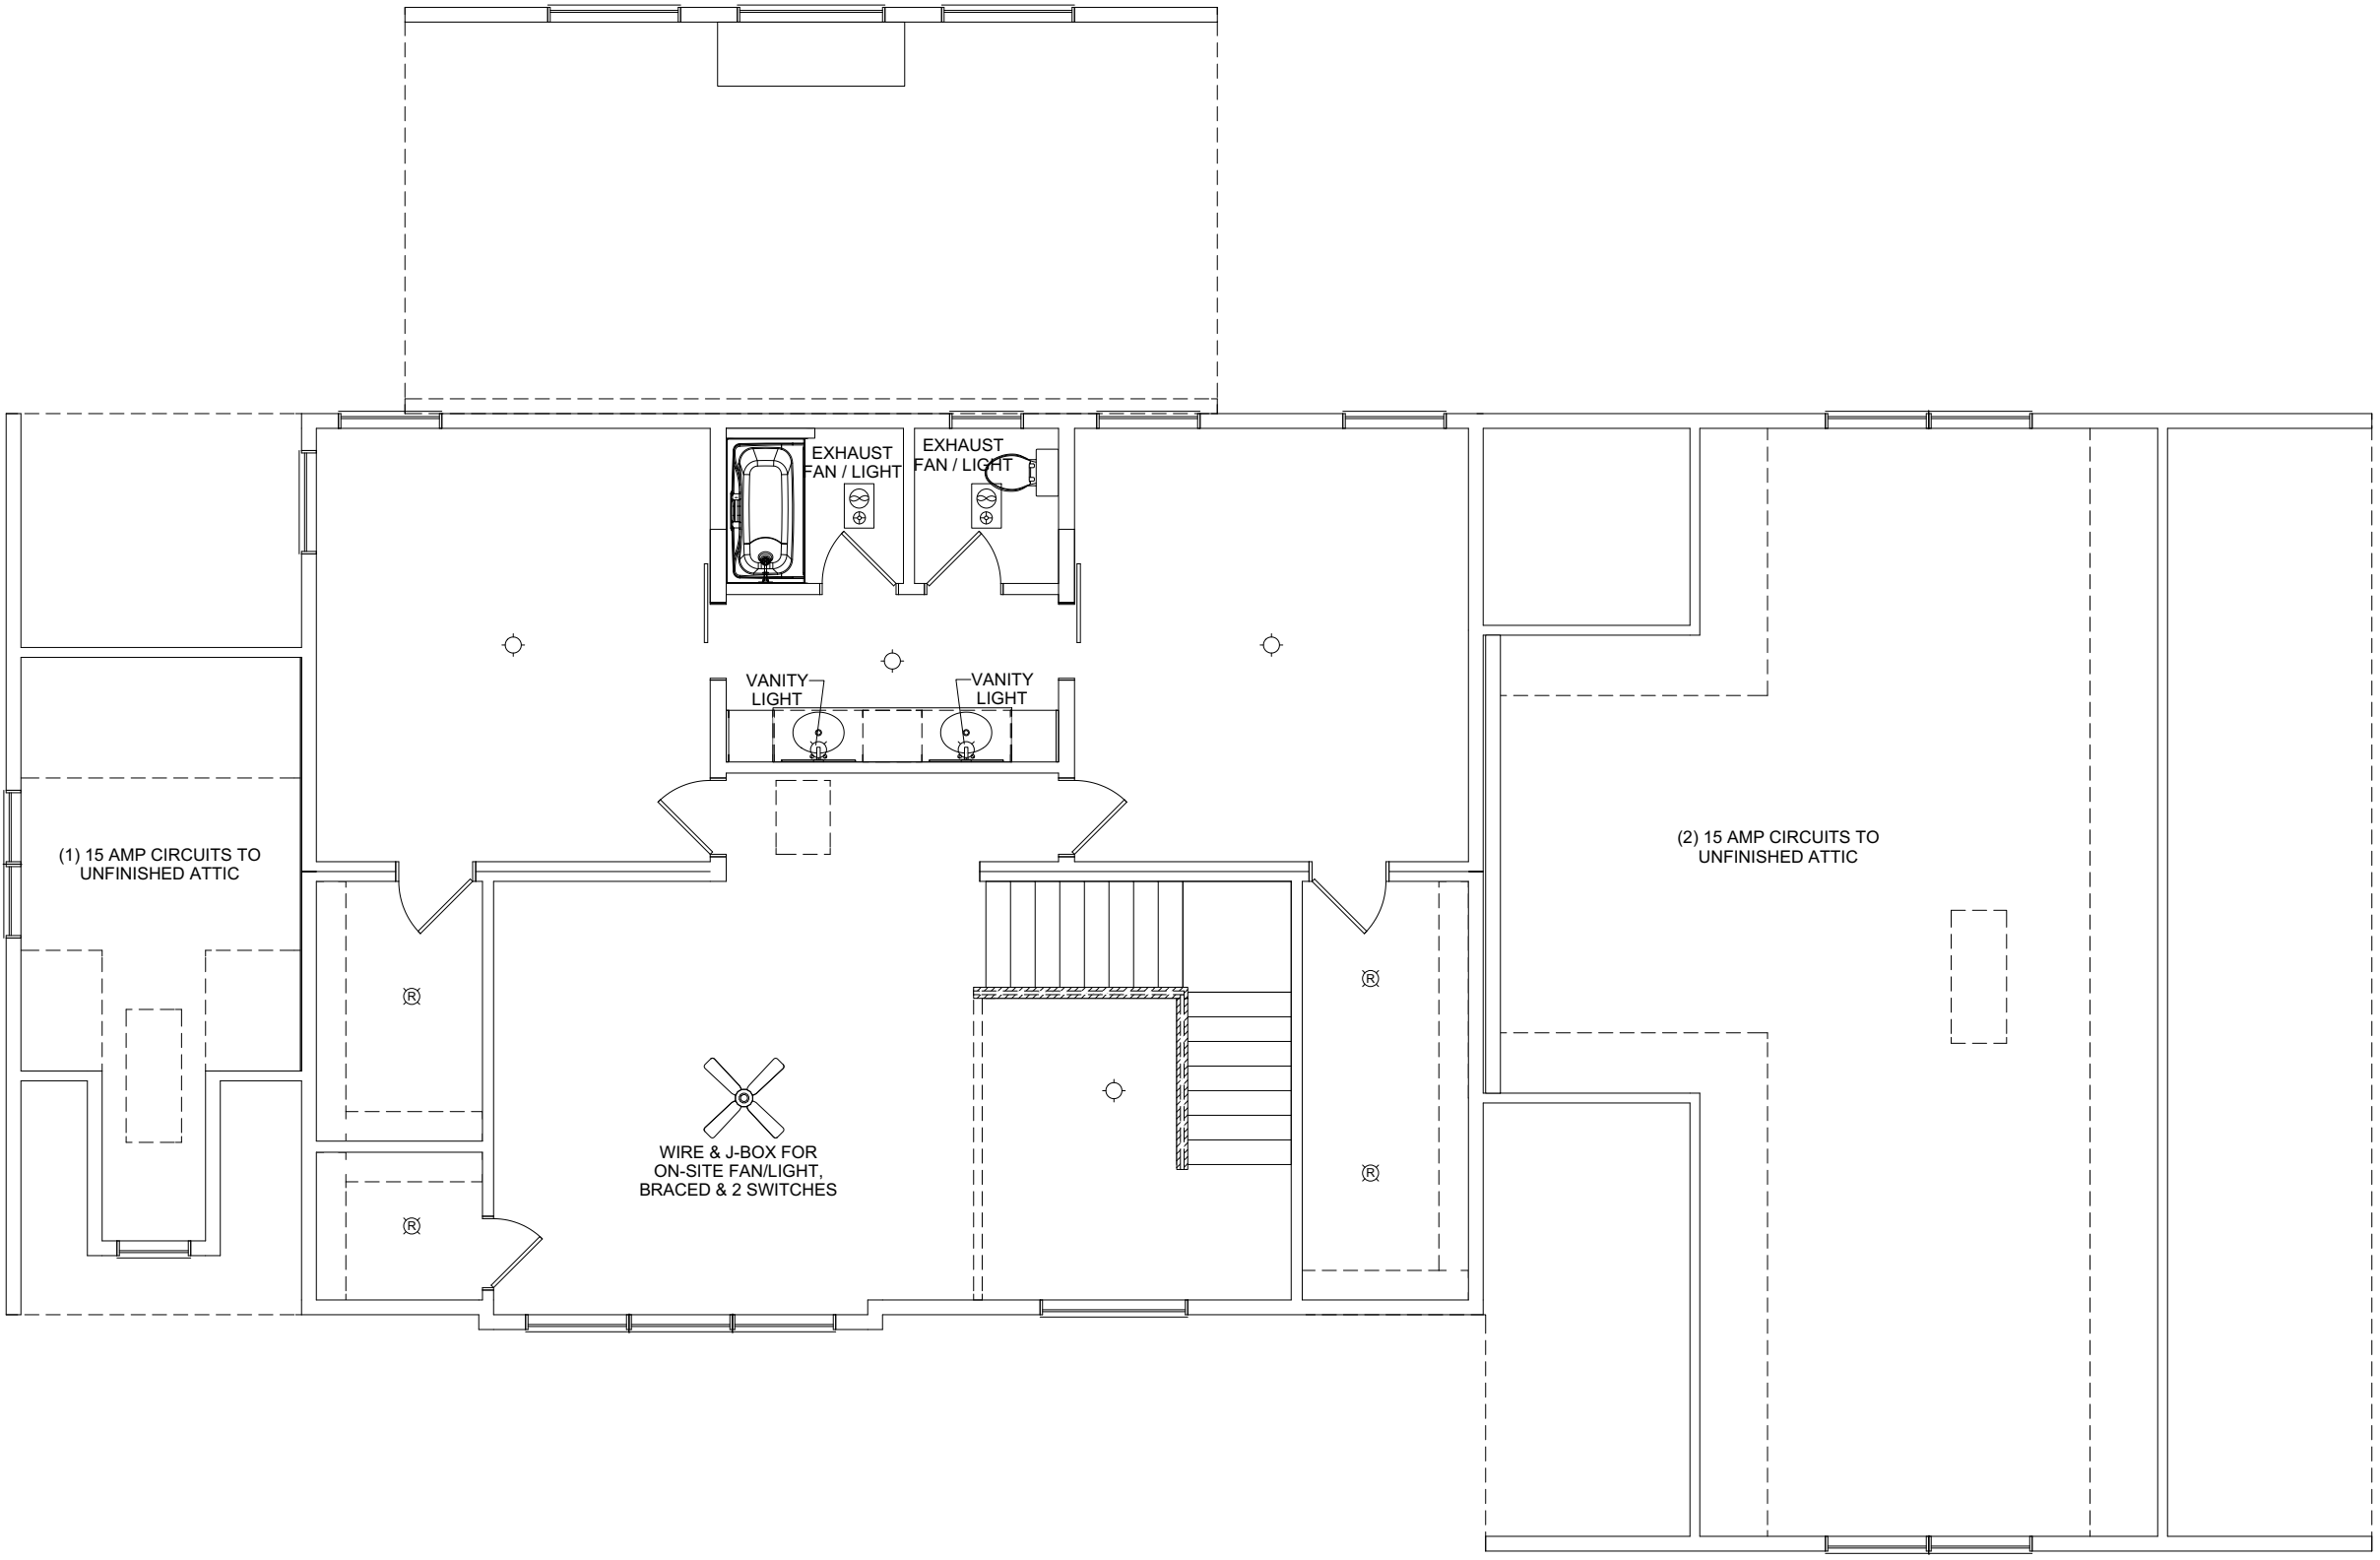 EXHAUST
FAN / LIGHT
EXHAUST
FAN / LIGHT
VANITY
LIGHT
VANITY
LIGHT
(1) 15 AMP CIRCUITS TO
UNFINISHED ATTIC
(2) 15 AMP CIRCUITS TO
UNFINISHED ATTIC
R
R
WIRE & J-BOX FOR
ON-SITE FAN/LIGHT,
BRACED & 2 SWITCHES
R
R